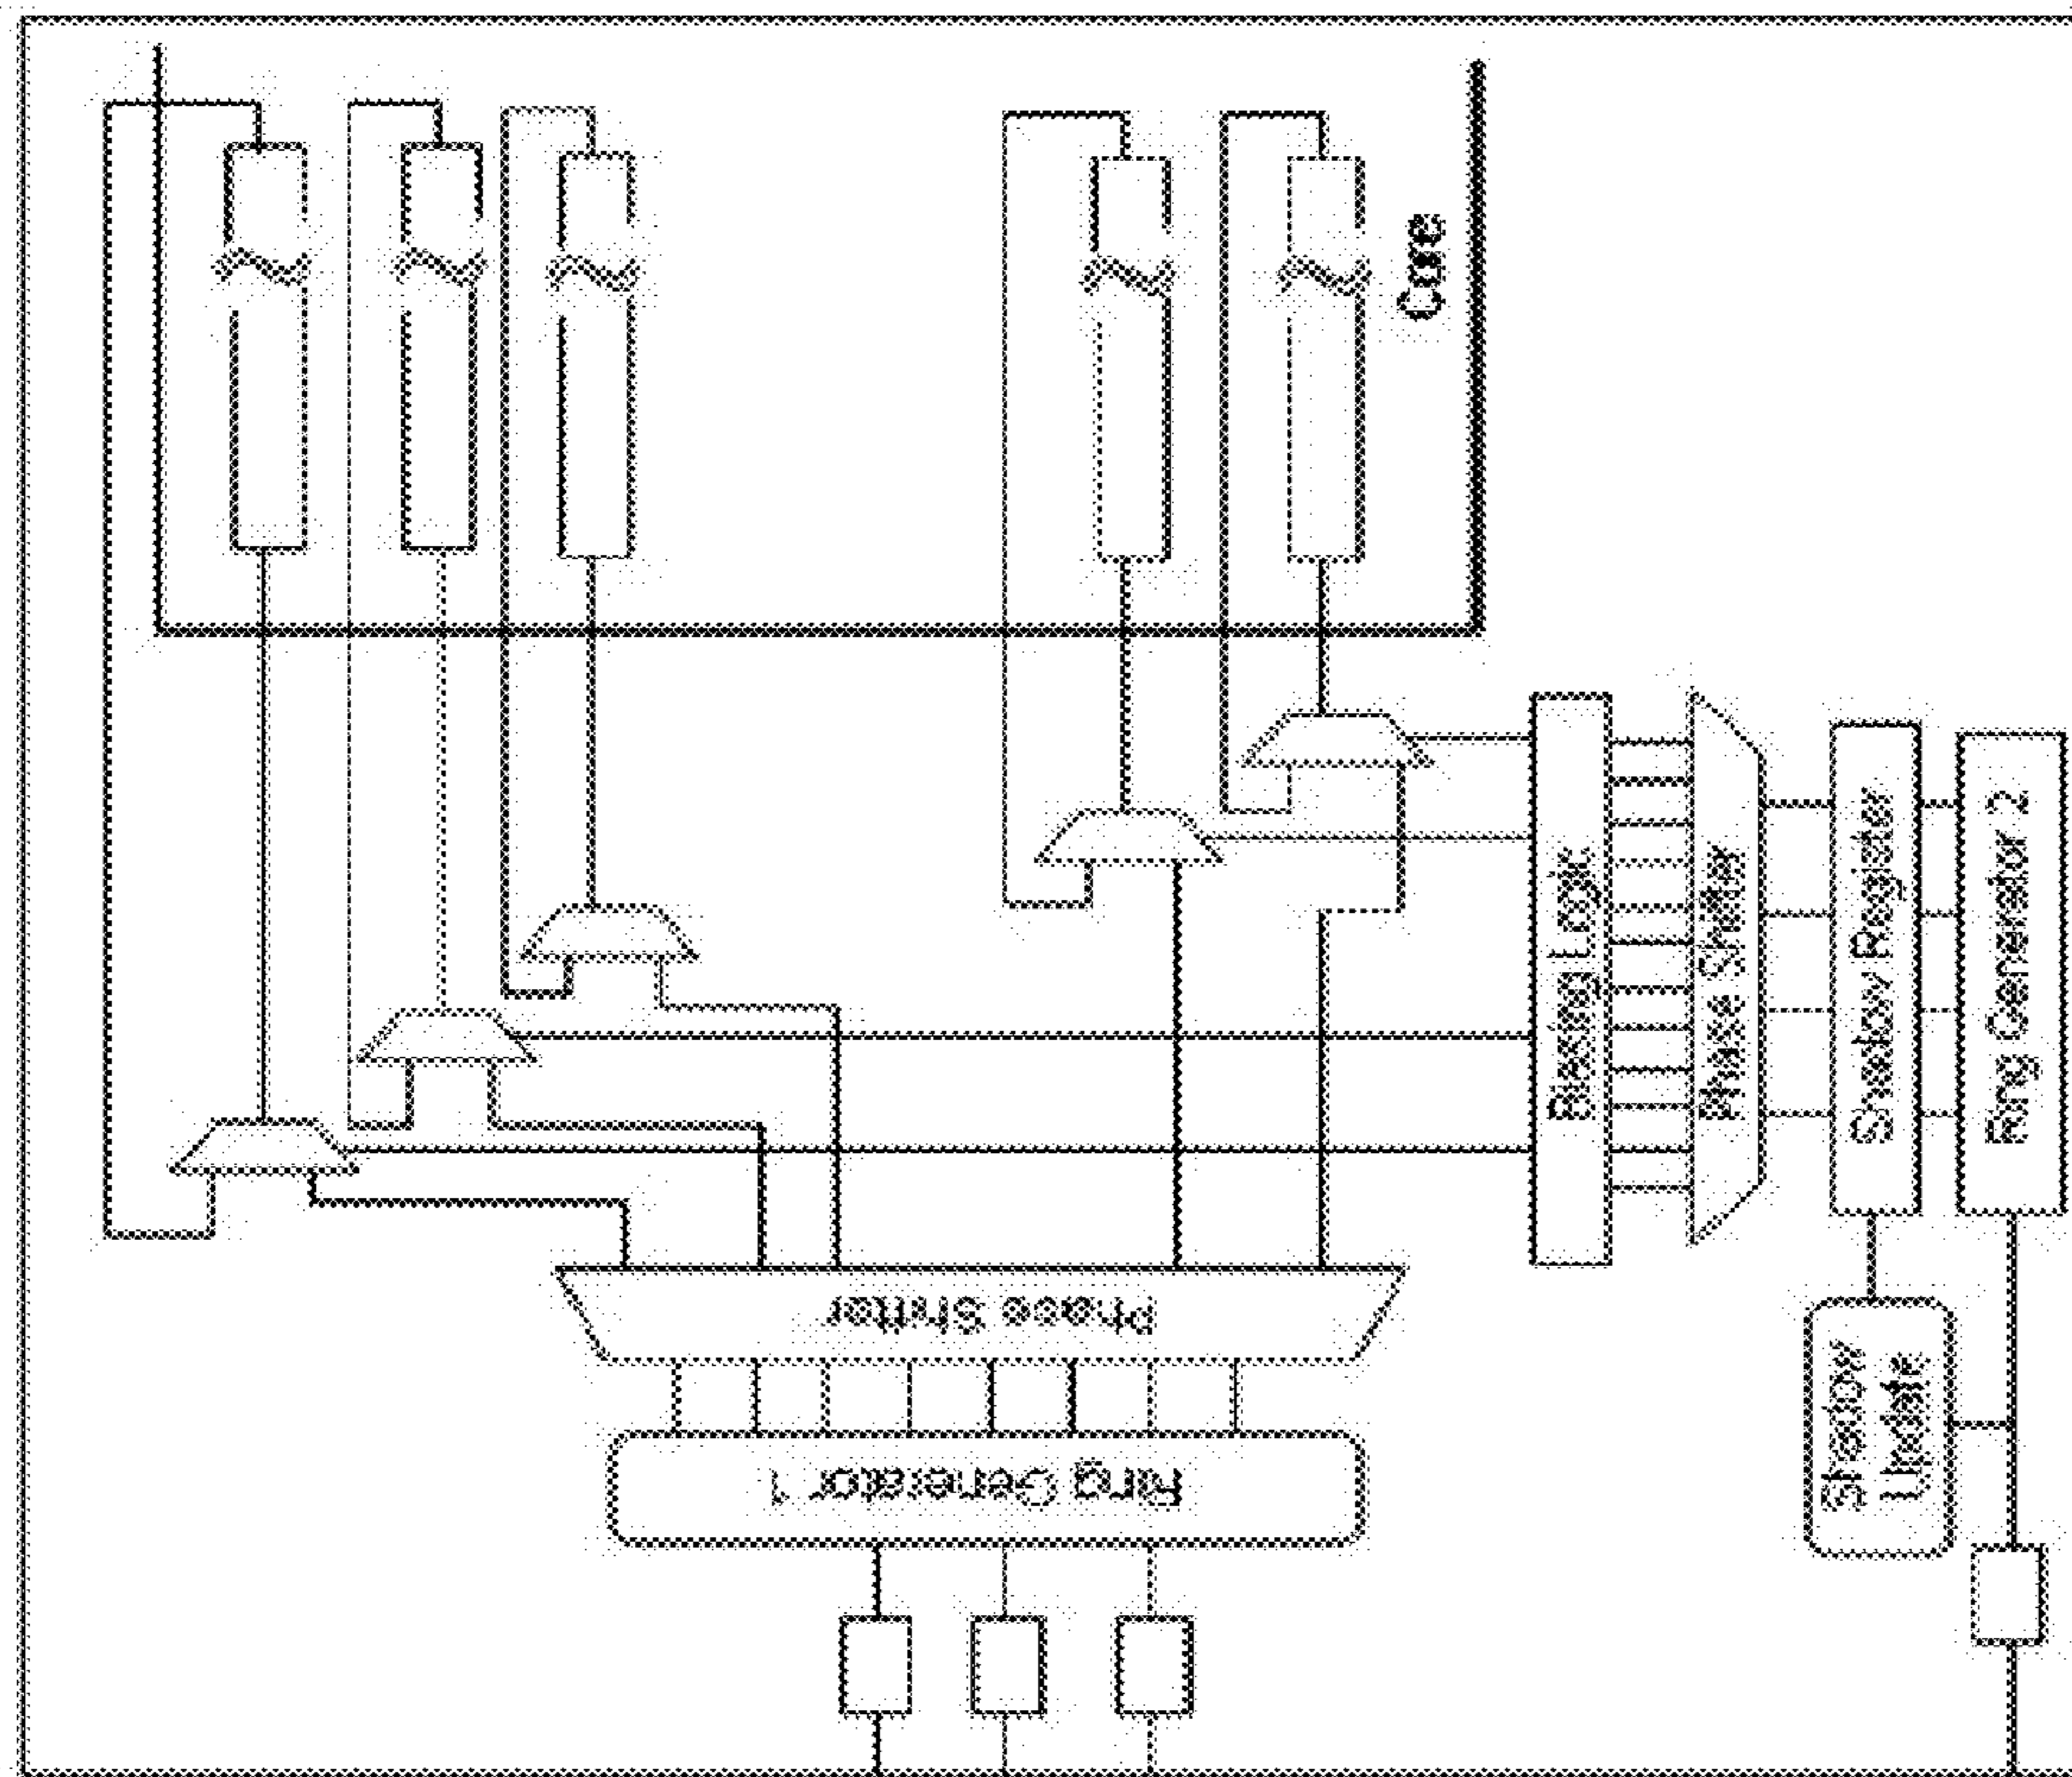 Core
Biasing Logic
Phase Shifter
Shadow Register
Ring Generator 2
Phase Shifter
Ring Generator 1
Shadow
Update